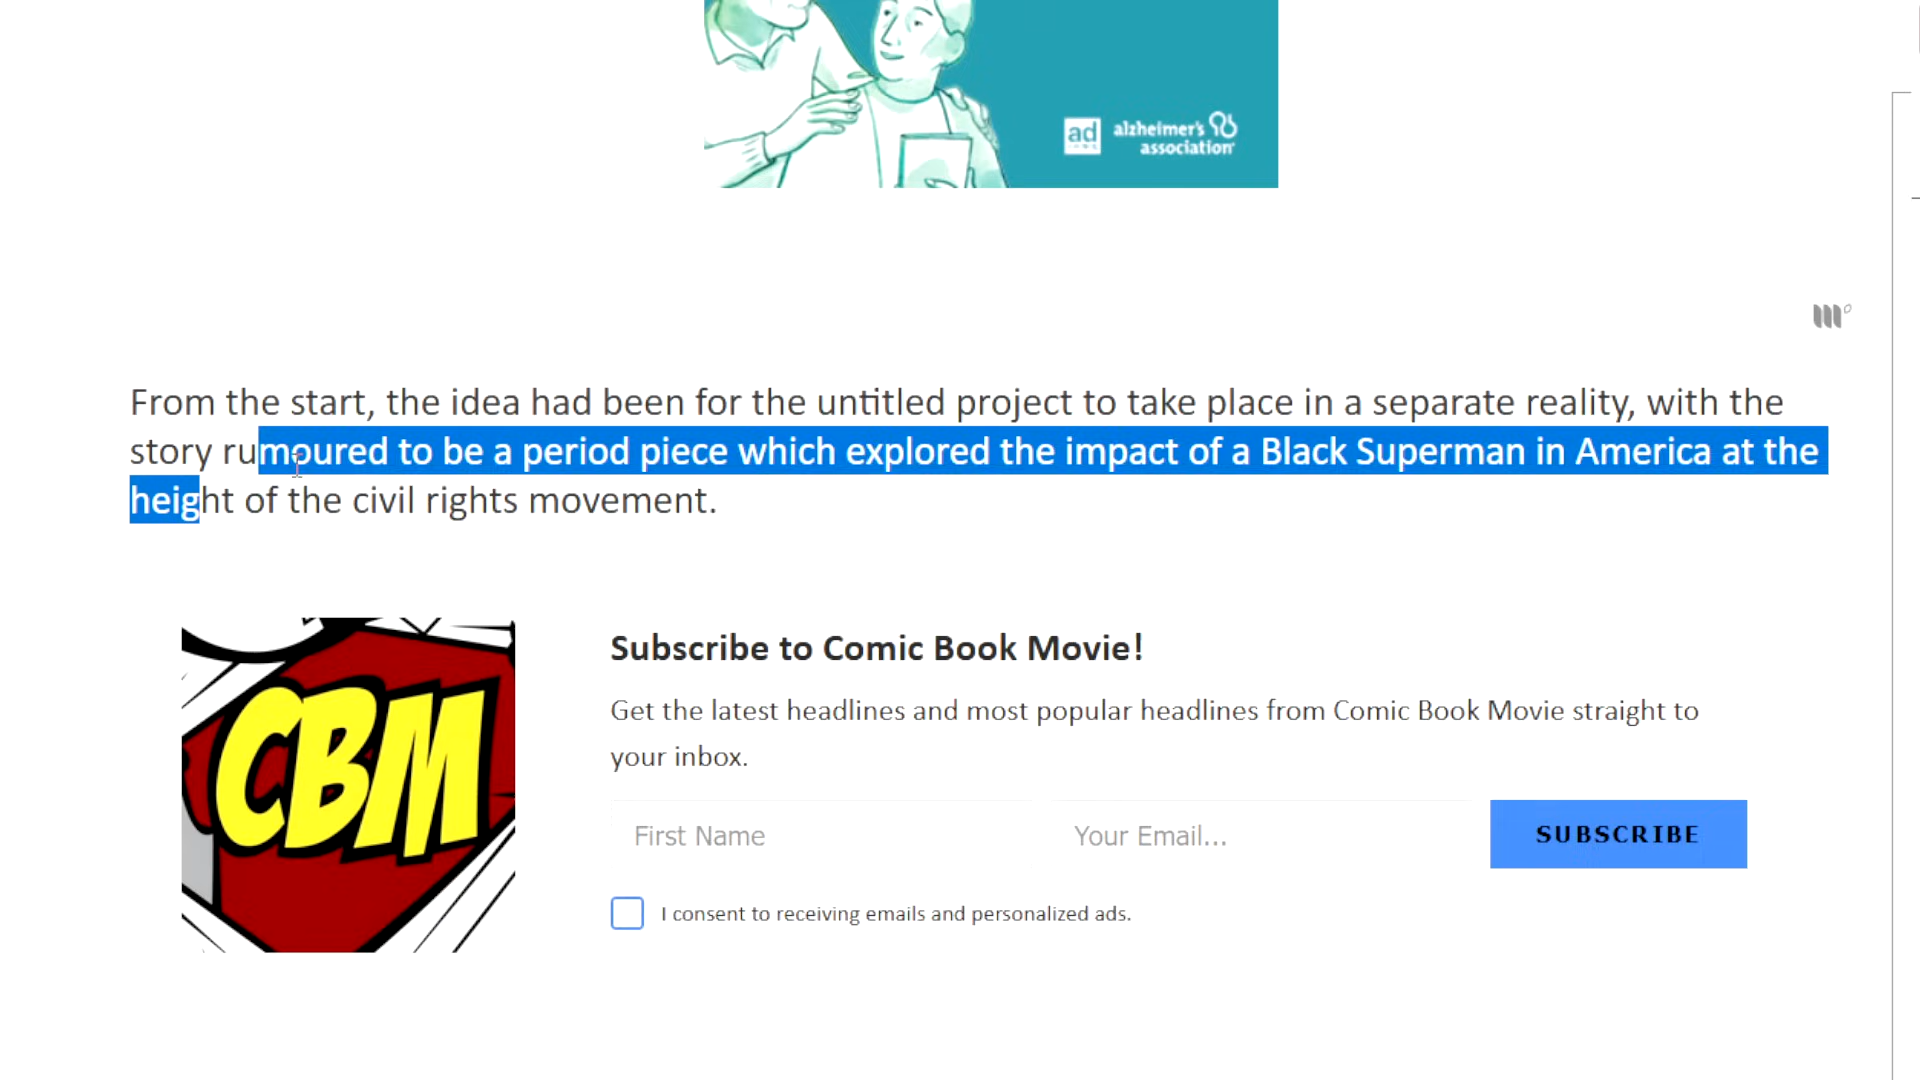 ad
alzheimer's
association
From the start, the idea had been for the untitled project to take place in a separate reality, with the
story rumoured to be a period piece which explored the impact of a Black Superman in America at the
height of the civil rights movement.
CBM
Subscribe to Comic Book Movie!
Get the latest headlines and most popular headlines from Comic Book Movie straight to
your inbox.
First Name
Your Email...
SUBSCRIBE
I consent to receiving emails and personalized ads.